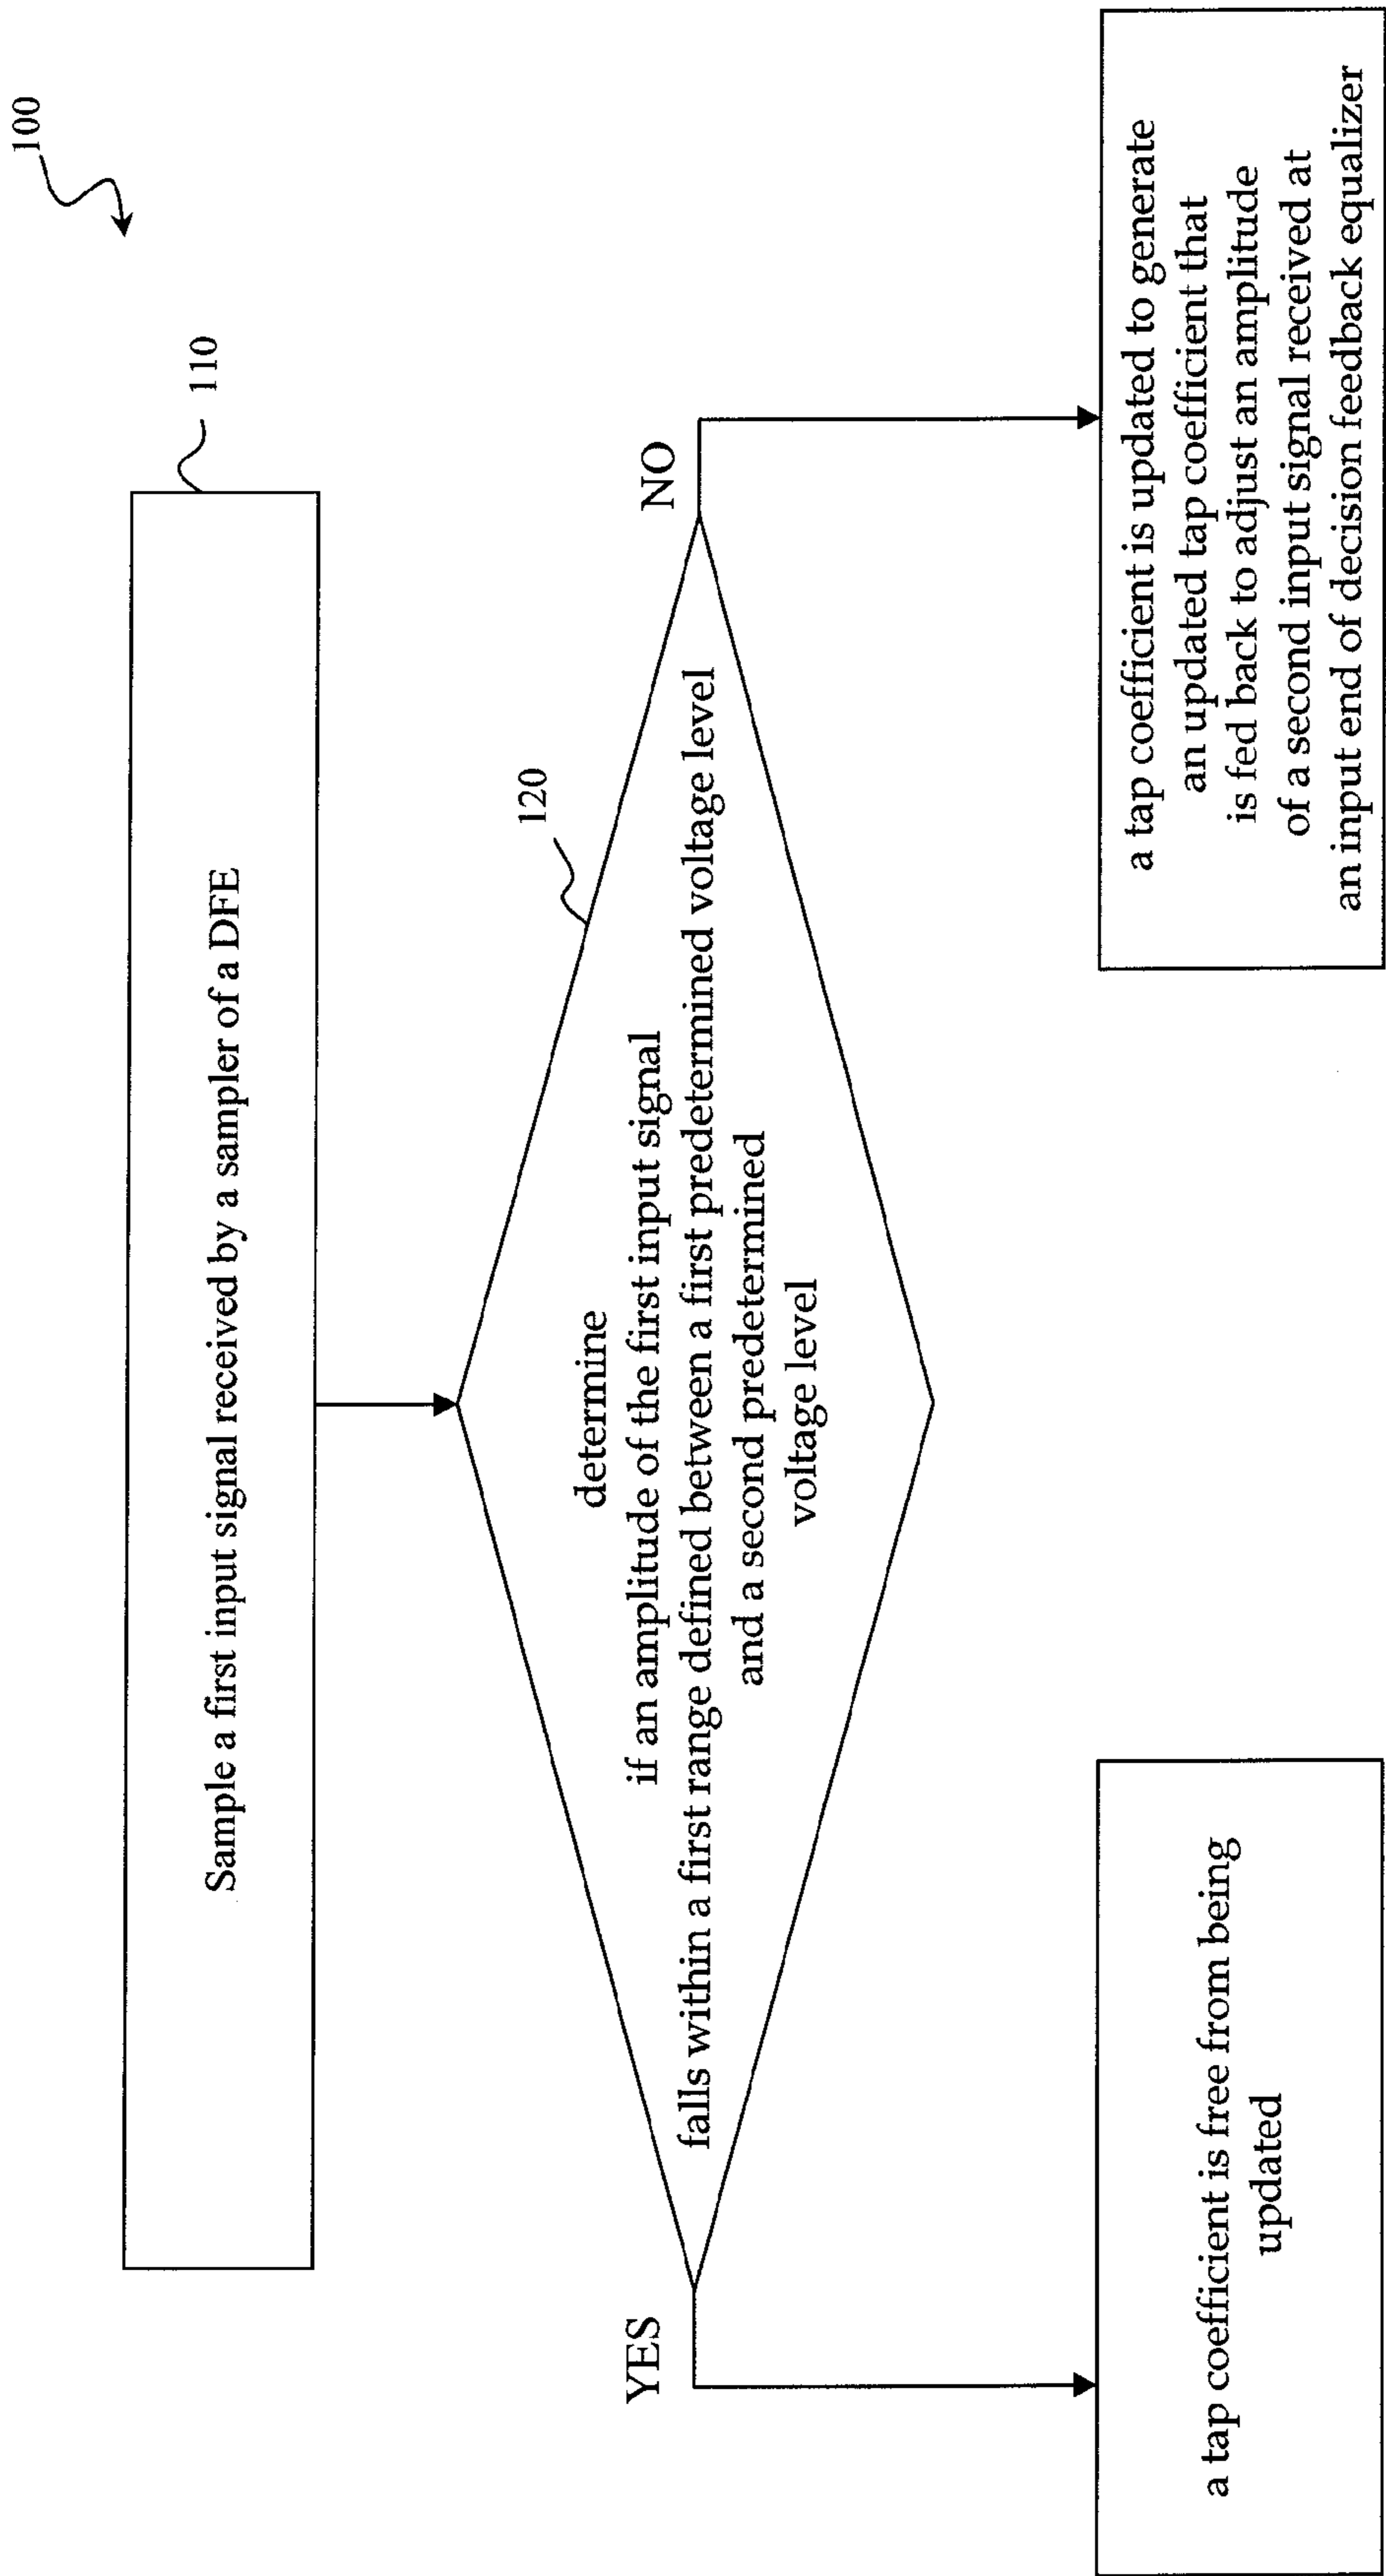 100
110
Sample a first input signal received by a sampler of a DFE
120
determine
if an amplitude of the first input signal
falls within a first range defined between a first predetermined voltage level
and a second predetermined
voltage level
YES
NO
a tap coefficient is free from being
updated
a tap coefficient is updated to generate
an updated tap coefficient that
is fed back to adjust an amplitude
of a second input signal received at
an input end of decision feedback equalizer